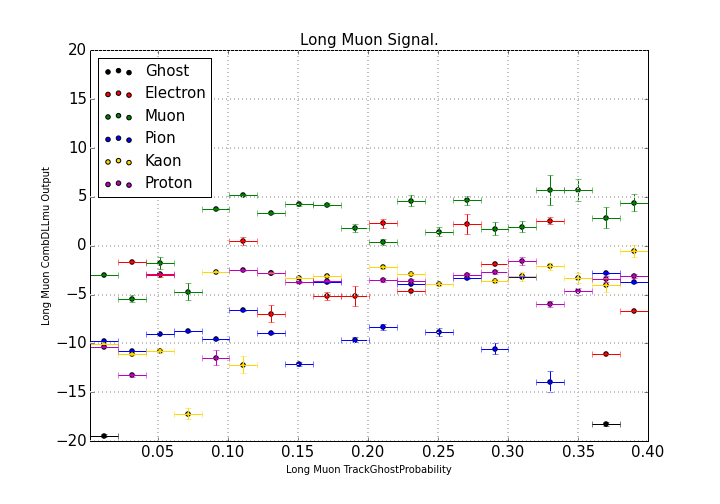 Long Muon Signal.
20
15
10
5
0
−5
−10
−15
−20
Long Muon CombDLLmu Output
Ghost
Electron
Muon
Pion
Kaon
Proton
0.05 0.10 0.15 0.20 0.25 0.30 0.35 0.40
Long Muon TrackGhostProbability